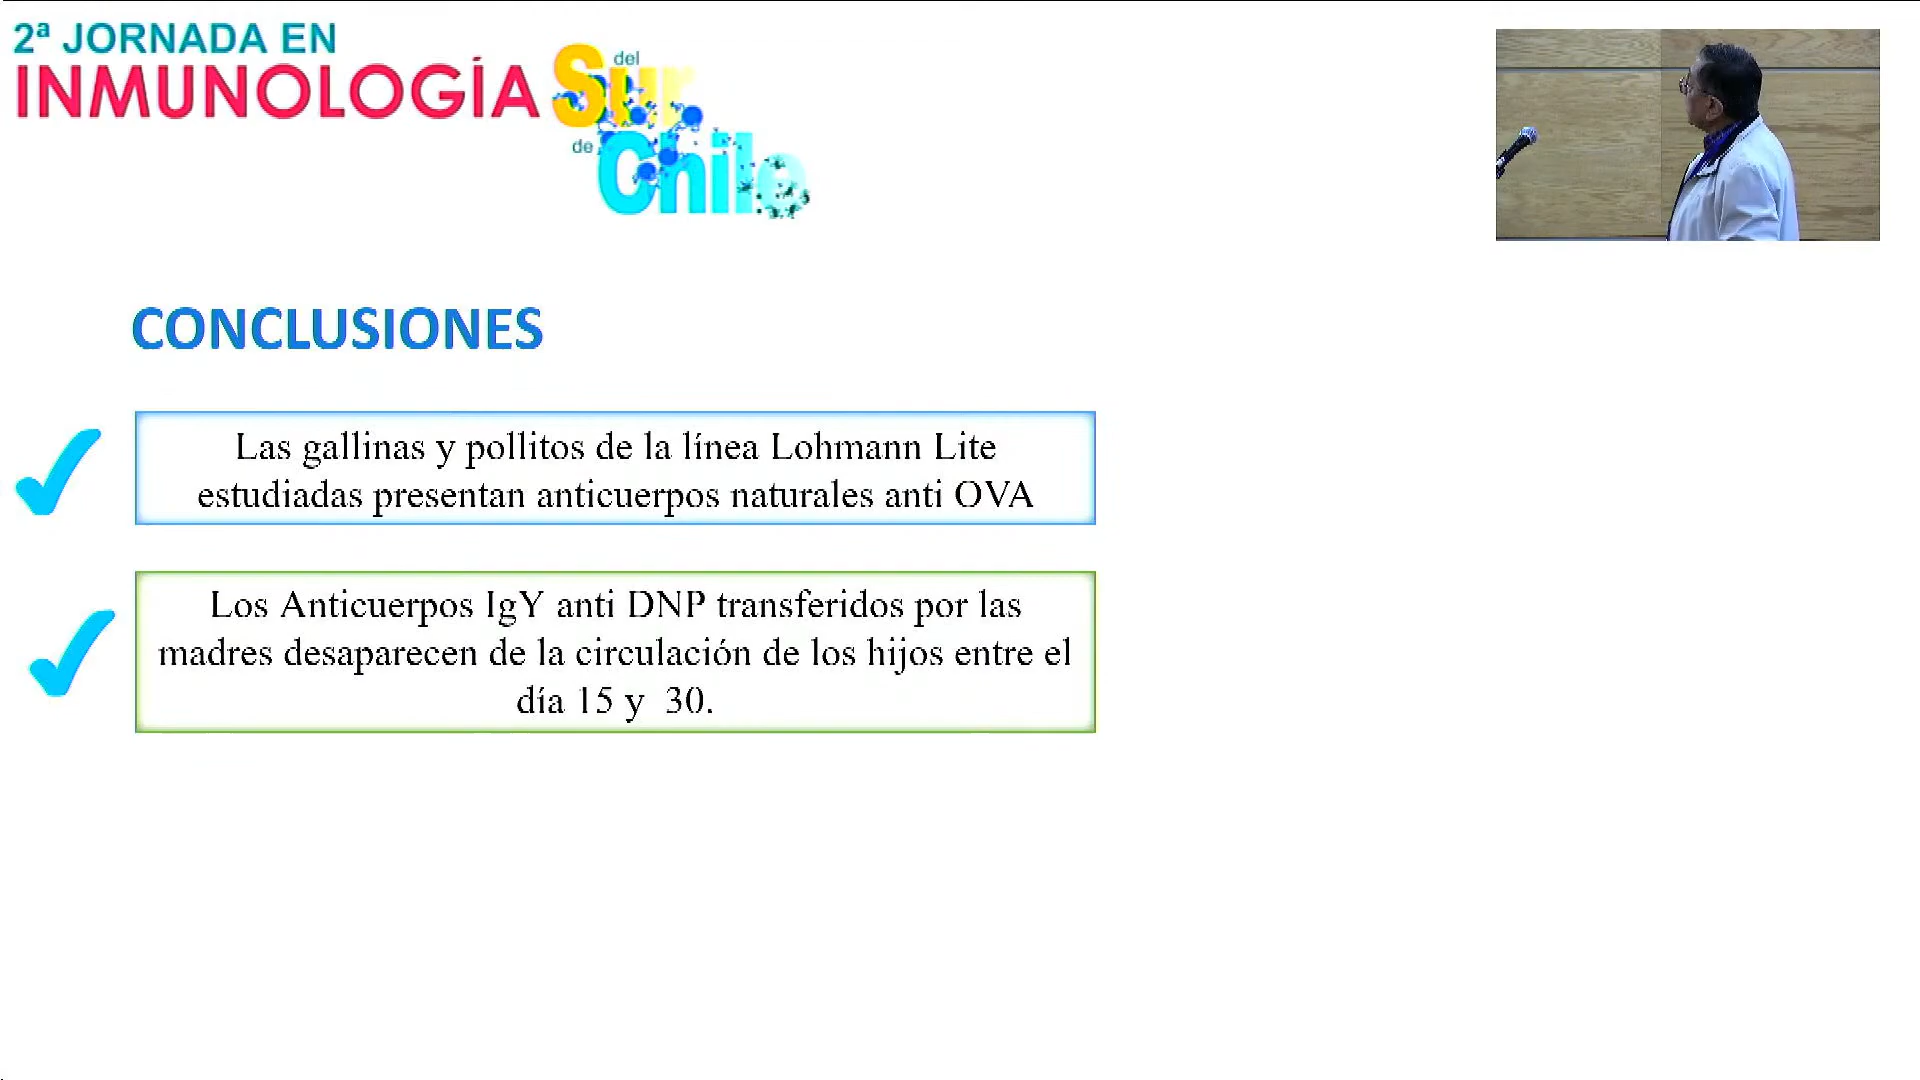 2ª JORNADA EN
INMUNOLOGÍA
del
Sur
de
Chile
CONCLUSIONES
Las gallinas y pollitos de la línea Lohmann Lite
estudiadas presentan anticuerpos naturales anti OVA
Los Anticuerpos IgY anti DNP transferidos por las
madres desaparecen de la circulación de los hijos entre el
día 15 y 30.